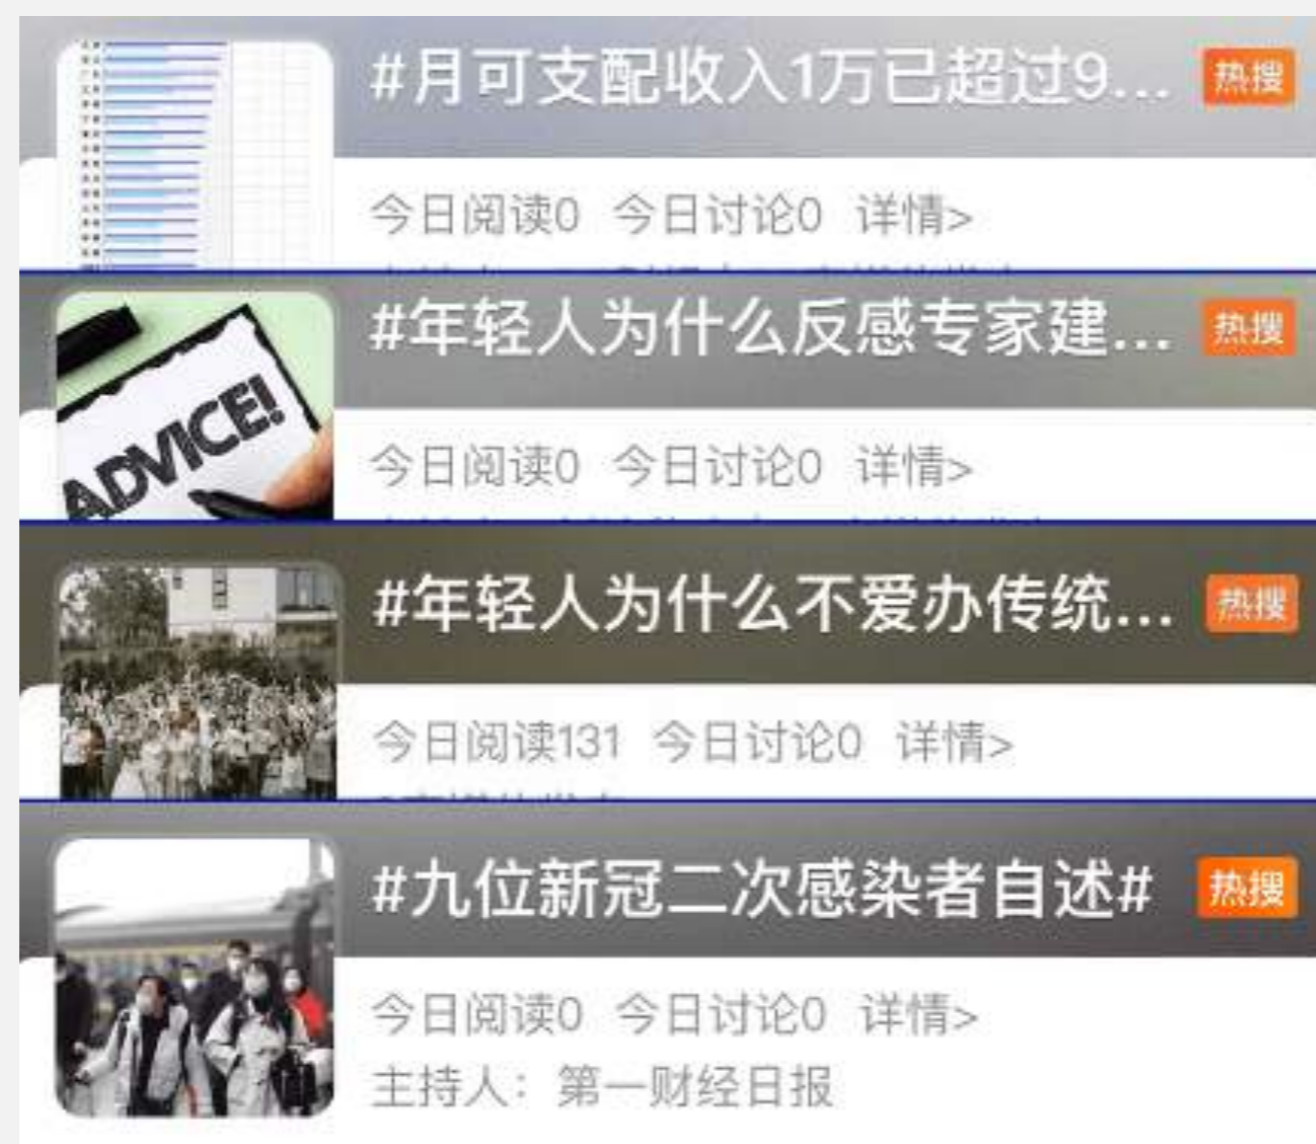 #月可支配收入1万已超过9... 热搜
今日阅读0 今日讨论0 详情>
#年轻人为什么反感专家建... 热搜
ADVICE!
今日阅读0 今日讨论0 详情>
#年轻人为什么不爱办传统... 热搜
今日阅读131 今日讨论0 详情>
#九位新冠二次感染者自述# 热搜
今日阅读0 今日讨论0 详情>
主持人：第一财经日报